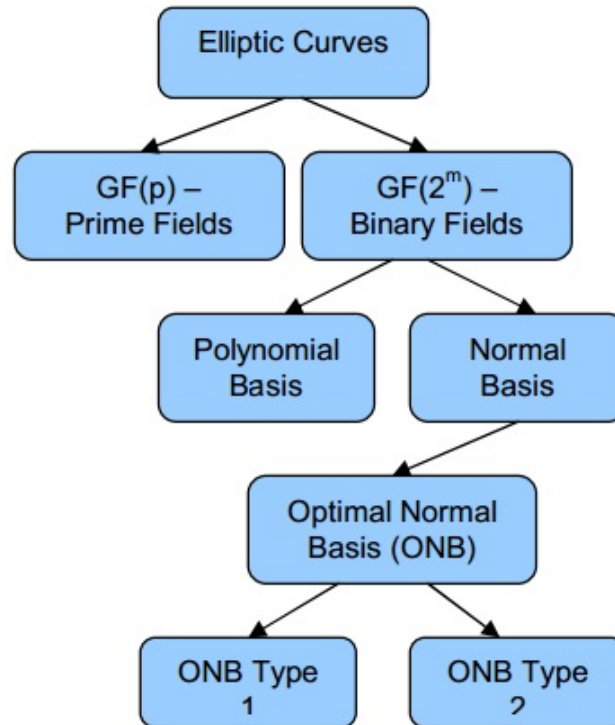 Elliptic Curves
GF(p) –
Prime Fields
GF(2^m) –
Binary Fields
Polynomial
Basis
Normal
Basis
Optimal Normal
Basis (ONB)
ONB Type
1
ONB Type
2